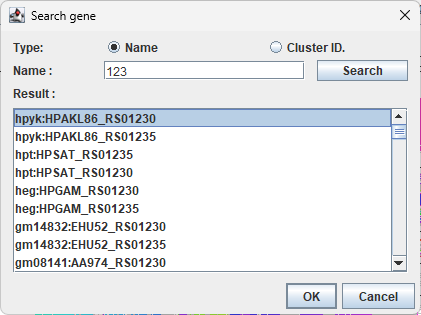 Search gene
Type: Name Cluster ID.
Name : 123 Search
Result :
hpyk:HPAKL86_RS01230
hpyk:HPAKL86_RS01235
hpt:HPSAT_RS01235
hpt:HPSAT_RS01230
heg:HPGAM_RS01230
heg:HPGAM_RS01235
gm14832:EHU52_RS01230
gm14832:EHU52_RS01235
gm08141:AA974_RS01230
OK Cancel